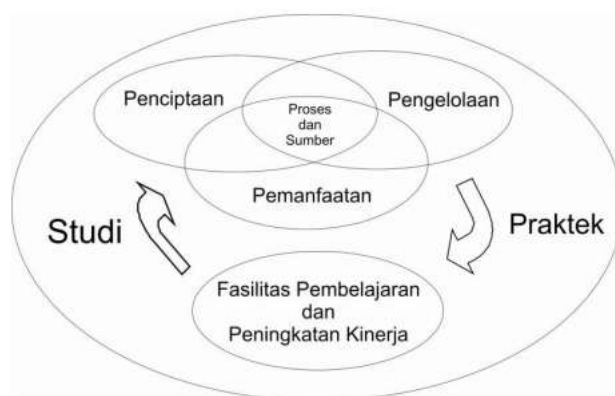 Penciptaan
Pengelolaan
Proses
dan
Sumber
Pemanfaatan
Studi
Praktek
Fasilitas Pembelajaran
dan
Peningkatan Kinerja